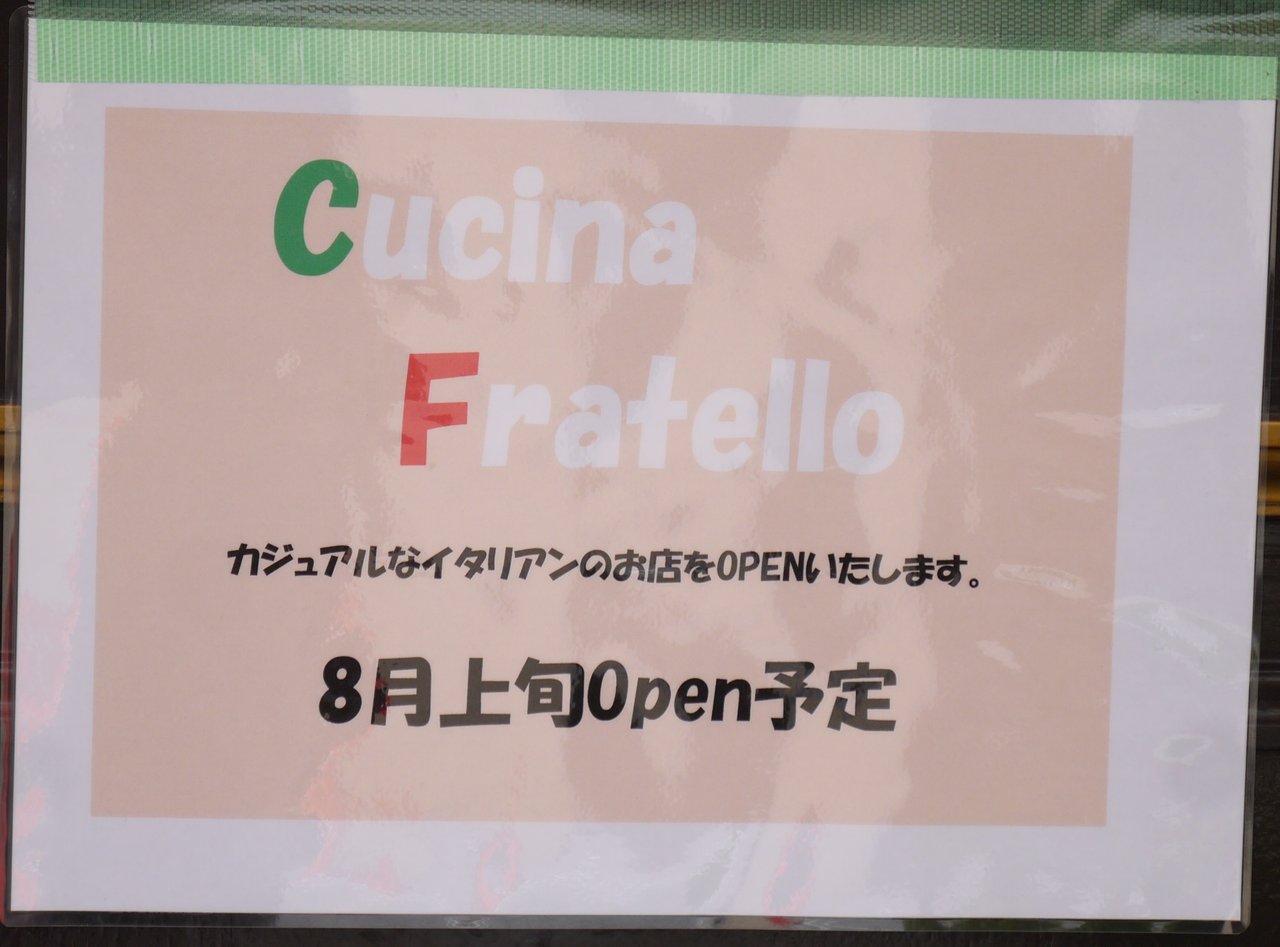 Cucina
Fratello
カジュアルなイタリアンのお店をOPENいたします。
8月上旬Open予定